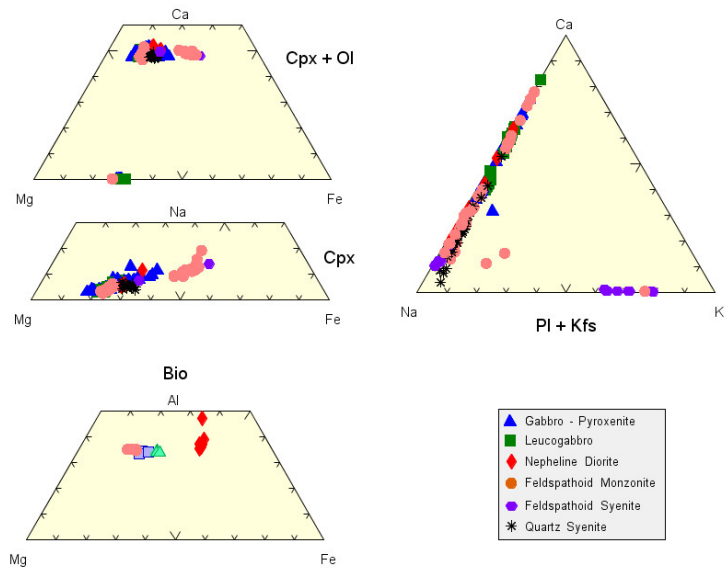 Ca
Cpx + Ol
Mg
Fe
Na
Cpx
Mg
Fe
Bio
Al
Mg
Fe
Ca
Na
K
Pl + Kfs
Gabbro - Pyroxenite
Leucogabbro
Nepheline Diorite
Feldspathoid Monzonite
Feldspathoid Syenite
Quartz Syenite